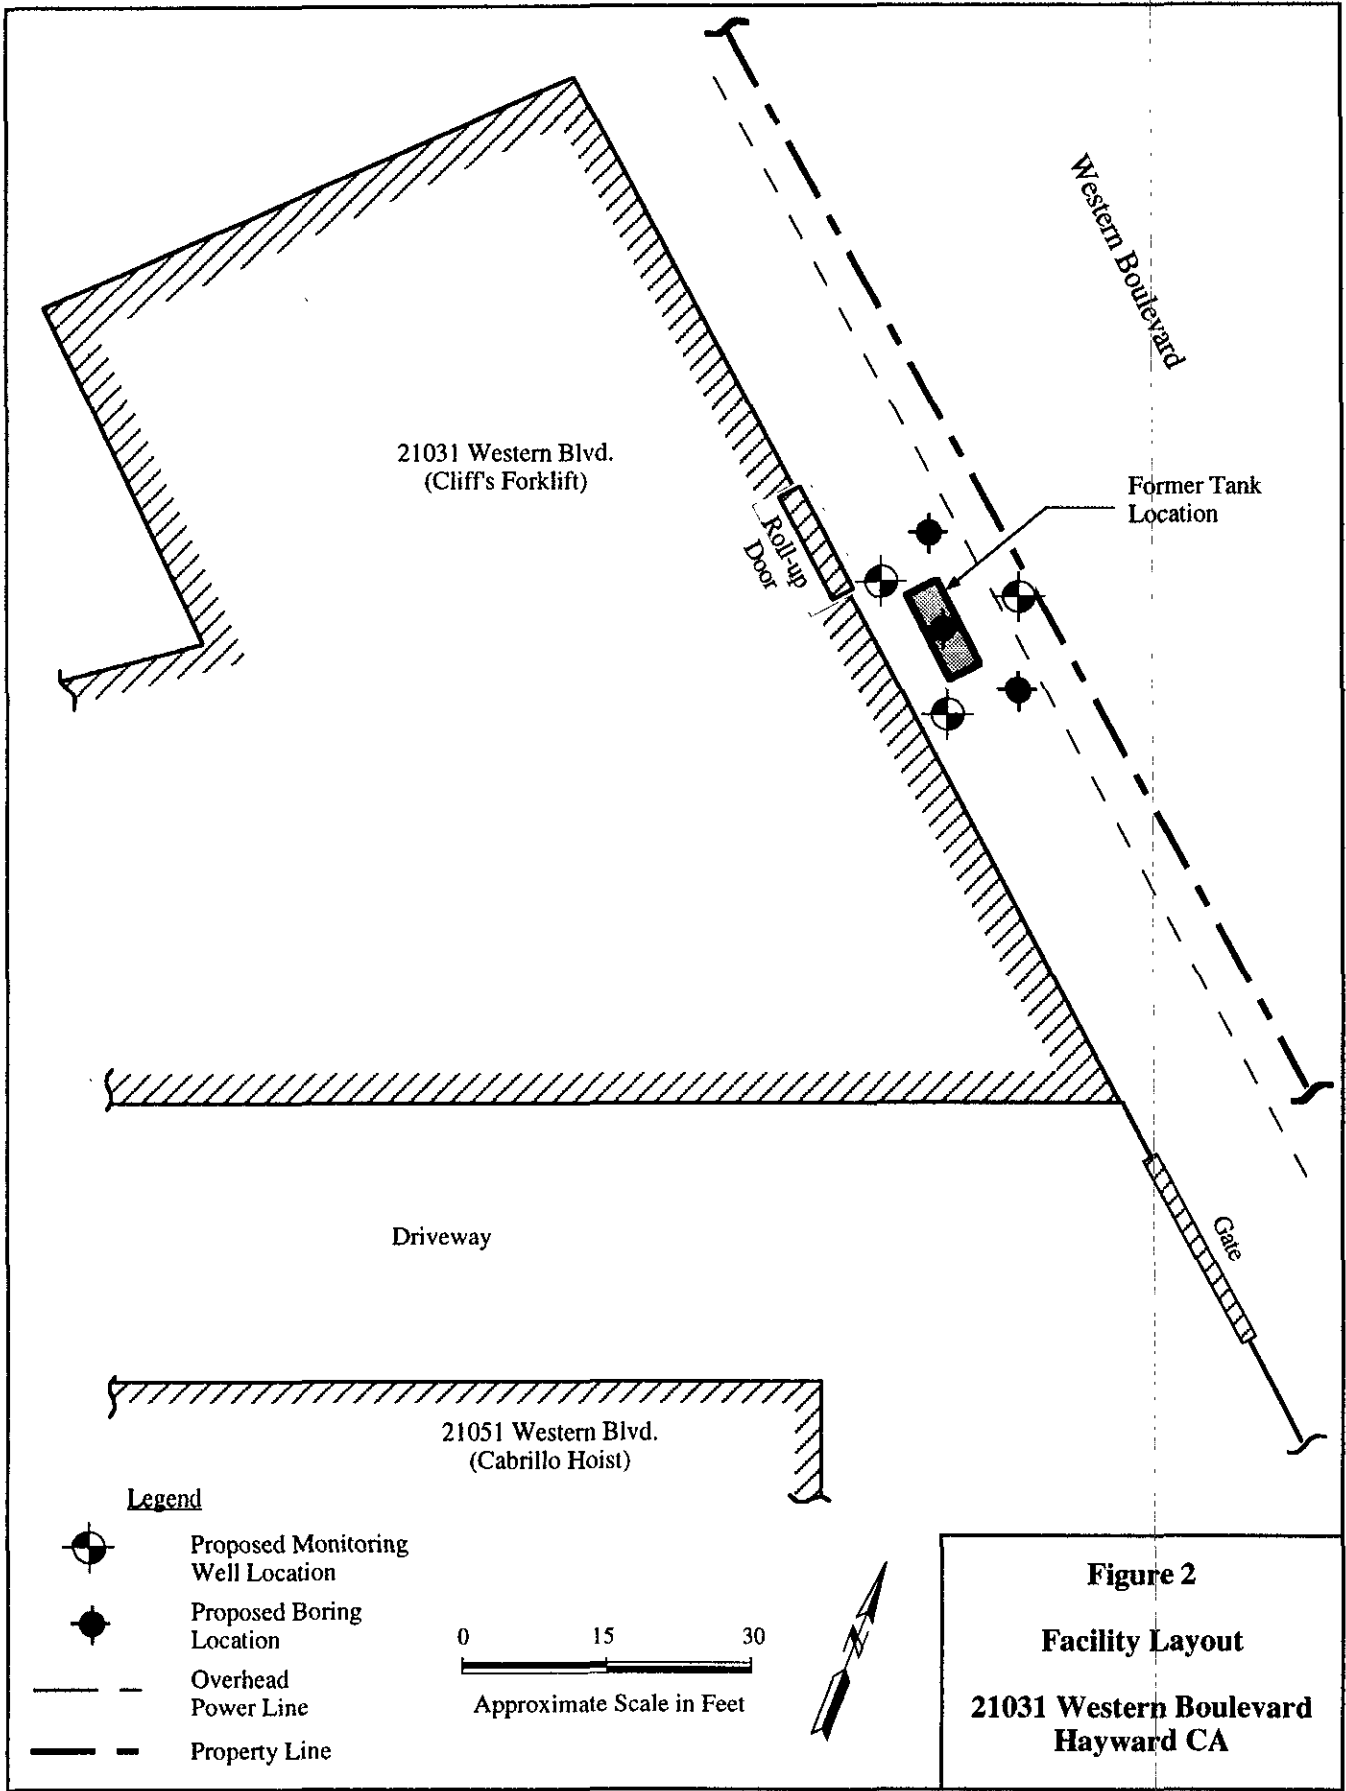 Western Boulevard
21031 Western Blvd.
(Cliff's Forklift)
Former Tank
Location
Roll-up
Door
Driveway
Gate
21051 Western Blvd.
(Cabrillo Hoist)
Legend
Proposed Monitoring
Well Location
Proposed Boring
Location
Overhead
Power Line
Property Line
0 15 30
Approximate Scale in Feet
N
Figure 2
Facility Layout
21031 Western Boulevard
Hayward CA